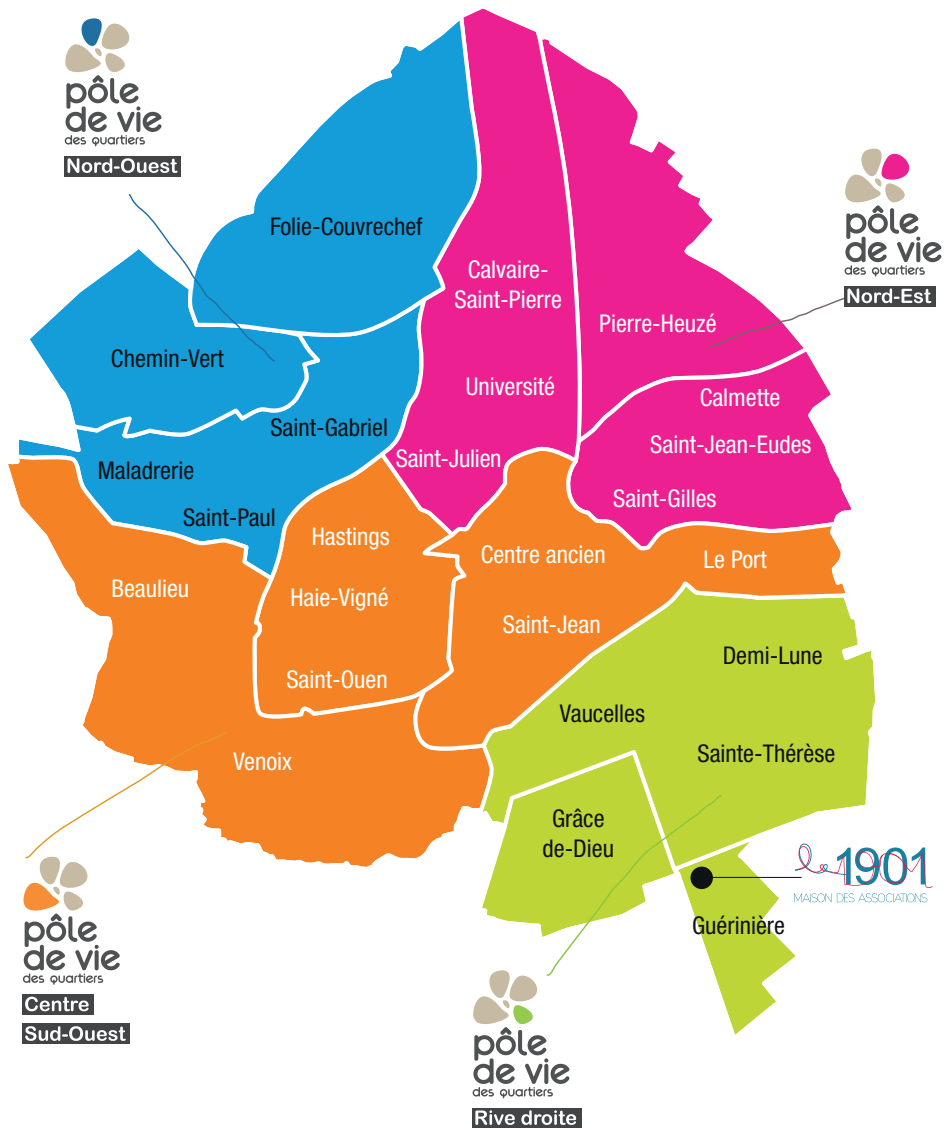 pôle
de vie
des quartiers
Nord-Ouest
pôle
de vie
des quartiers
Nord-Est
Folie-Couvrechef
Calvaire-
Saint-Pierre
Pierre-Heuzé
Chemin-Vert
Université
Calmette
Saint-Gabriel
Saint-Jean-Eudes
Saint-Julien
Maladrerie
Saint-Gilles
Saint-Paul
Hastings
Centre ancien
Le Port
Beaulieu
Haie-Vigné
Saint-Jean
Saint-Ouen
Demi-Lune
Vaucelles
Venoix
Sainte-Thérèse
Grâce
de-Dieu
le 1901
MAISON DES ASSOCIATIONS
Guérinière
pôle
de vie
des quartiers
Centre
Sud-Ouest
pôle
de vie
des quartiers
Rive droite